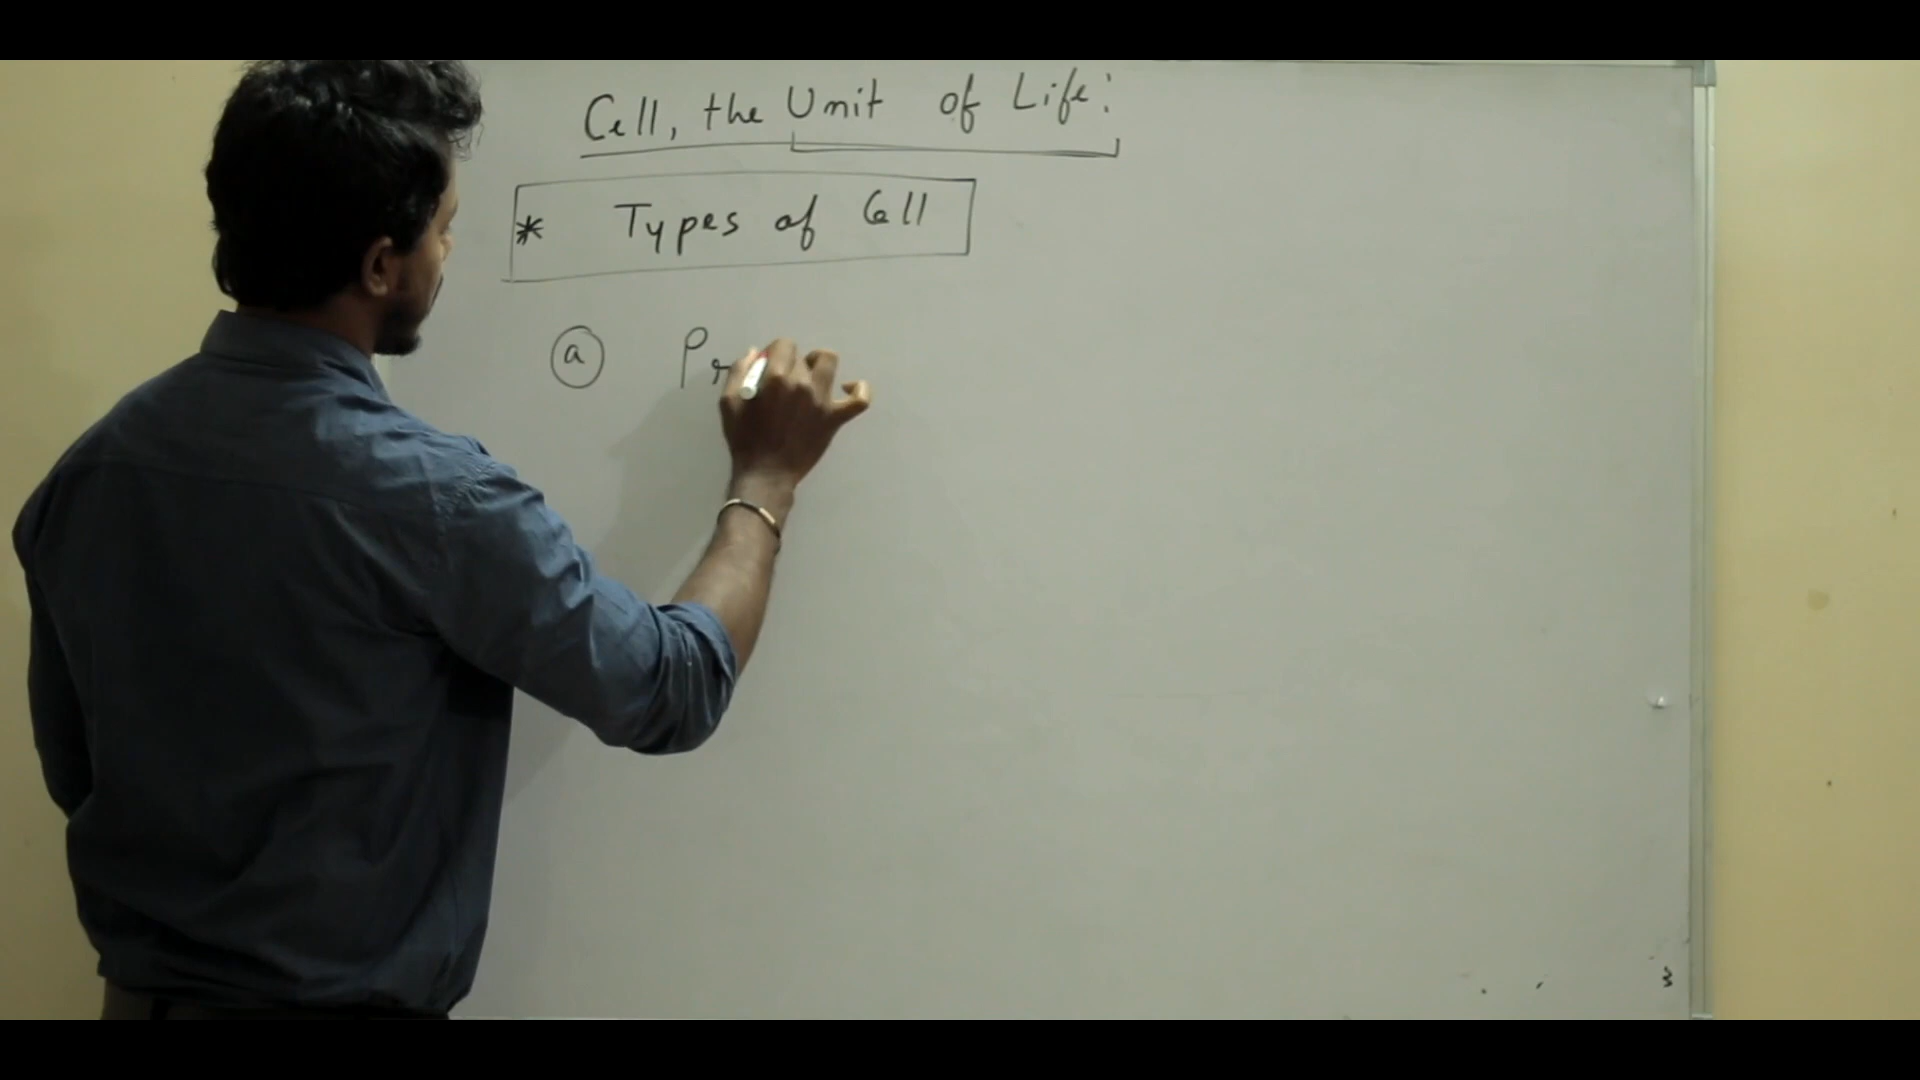 Cell, the Unit of Life:
* Types of Cell
a Pr